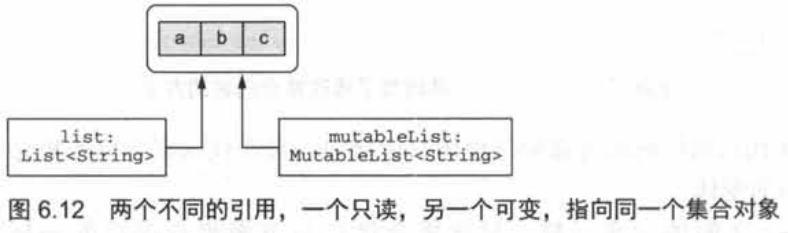 a b c
list:
List<String>
mutableList:
MutableList<String>
图 6.12 两个不同的引用，一个只读，另一个可变，指向同一个集合对象